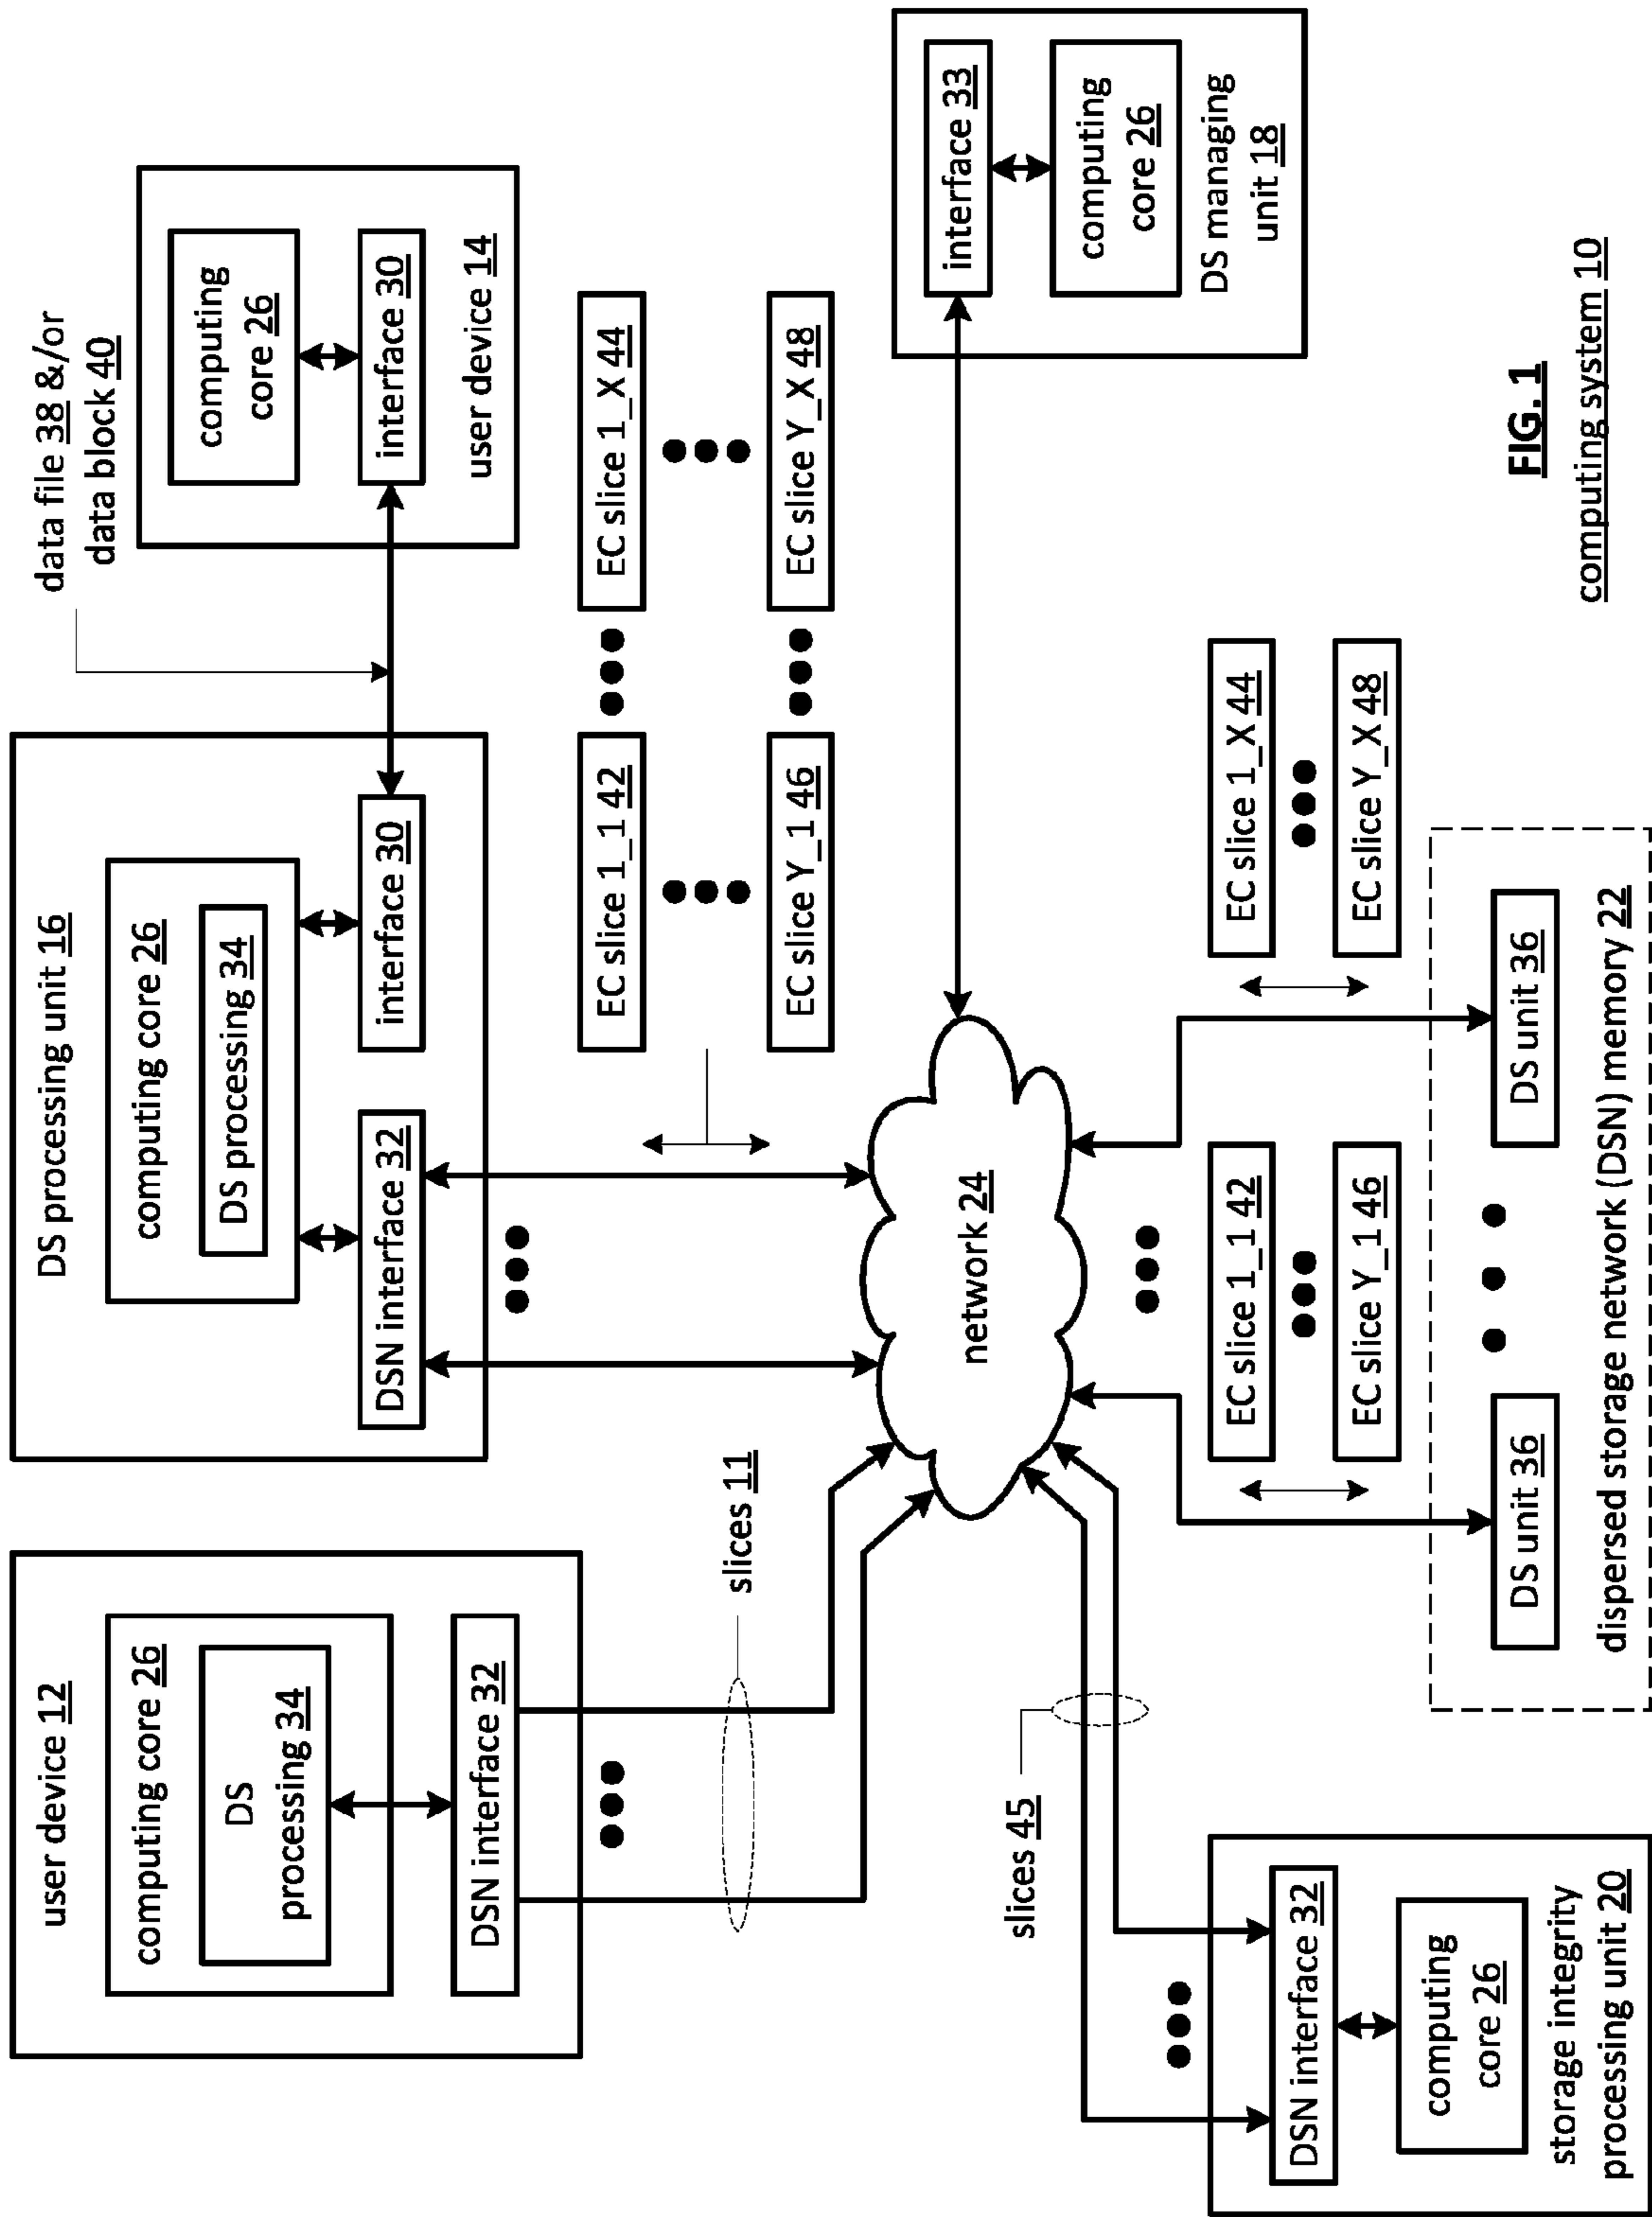 user device 12
computing core 26
DS
processing 34
DSN interface 32
DS processing unit 16
computing core 26
DS processing 34
DSN interface 32
interface 30
data file 38 &/or
data block 40
computing
core 26
interface 30
user device 14
slices 11
EC slice 1_1 42
EC slice 1_X 44
EC slice Y_1 46
EC slice Y_X 48
network 24
interface 33
computing
core 26
DS managing
unit 18
slices 45
DSN interface 32
computing
core 26
storage integrity
processing unit 20
EC slice 1_1 42
EC slice Y_1 46
EC slice 1_X 44
EC slice Y_X 48
DS unit 36
DS unit 36
dispersed storage network (DSN) memory 22
FIG. 1
computing system 10